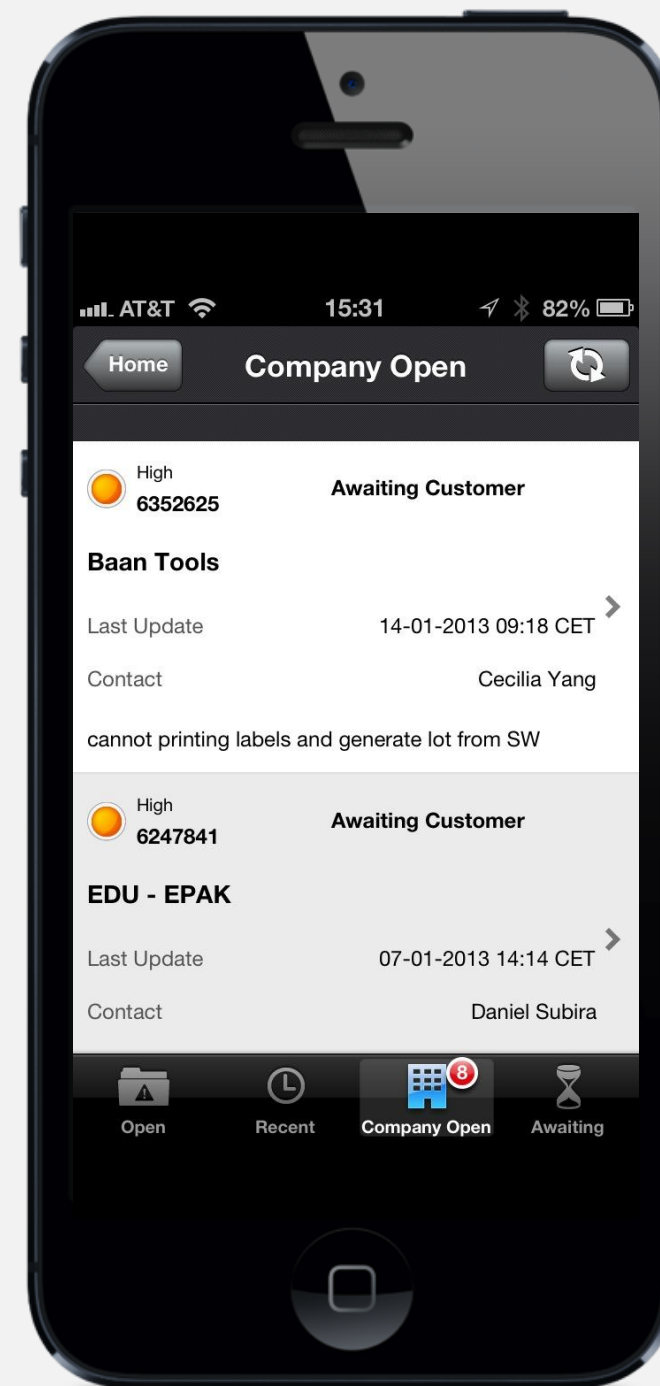 AT&T 15:31 82%
Home Company Open
High
6352625 Awaiting Customer
Baan Tools
Last Update 14-01-2013 09:18 CET
Contact Cecilia Yang
cannot printing labels and generate lot from SW
High
6247841 Awaiting Customer
EDU - EPAK
Last Update 07-01-2013 14:14 CET
Contact Daniel Subira
8
Open Recent Company Open Awaiting